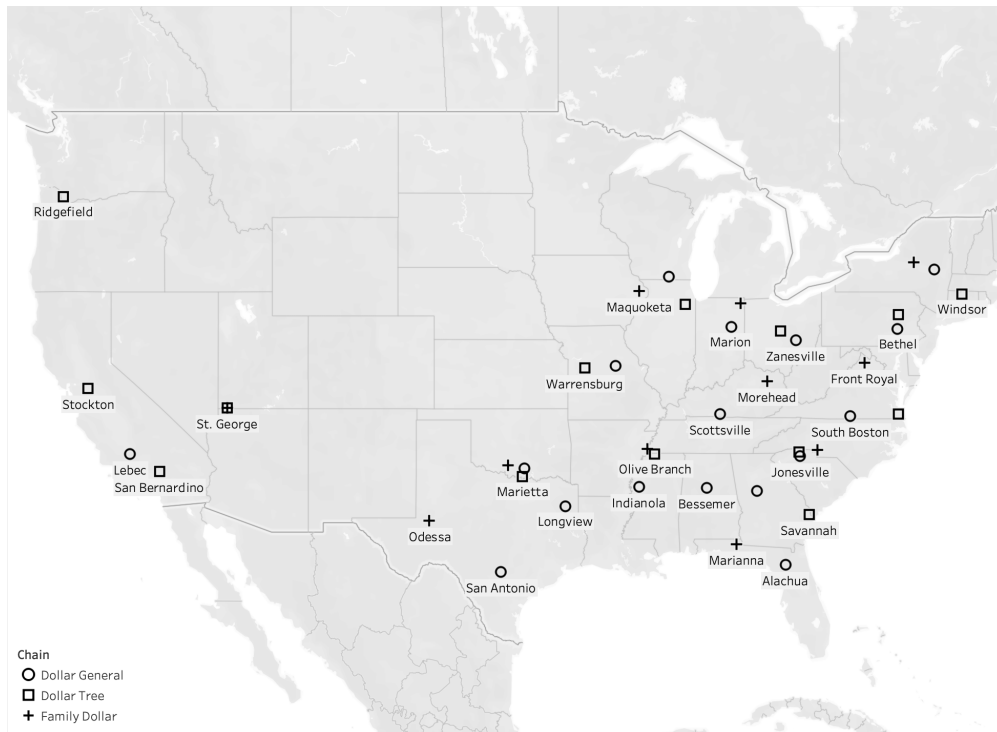 Ridgefield
Maquoketa
Windsor
Marion
Bethel
Zanesville
Front Royal
Warrensburg
Morehead
Stockton
St. George
Scottsville
South Boston
Lebec
Olive Branch
Jonesville
San Bernardino
Marietta
Indianola
Bessemer
Longview
Savannah
Odessa
Marianna
Alachua
San Antonio
Chain
Dollar General
Dollar Tree
Family Dollar